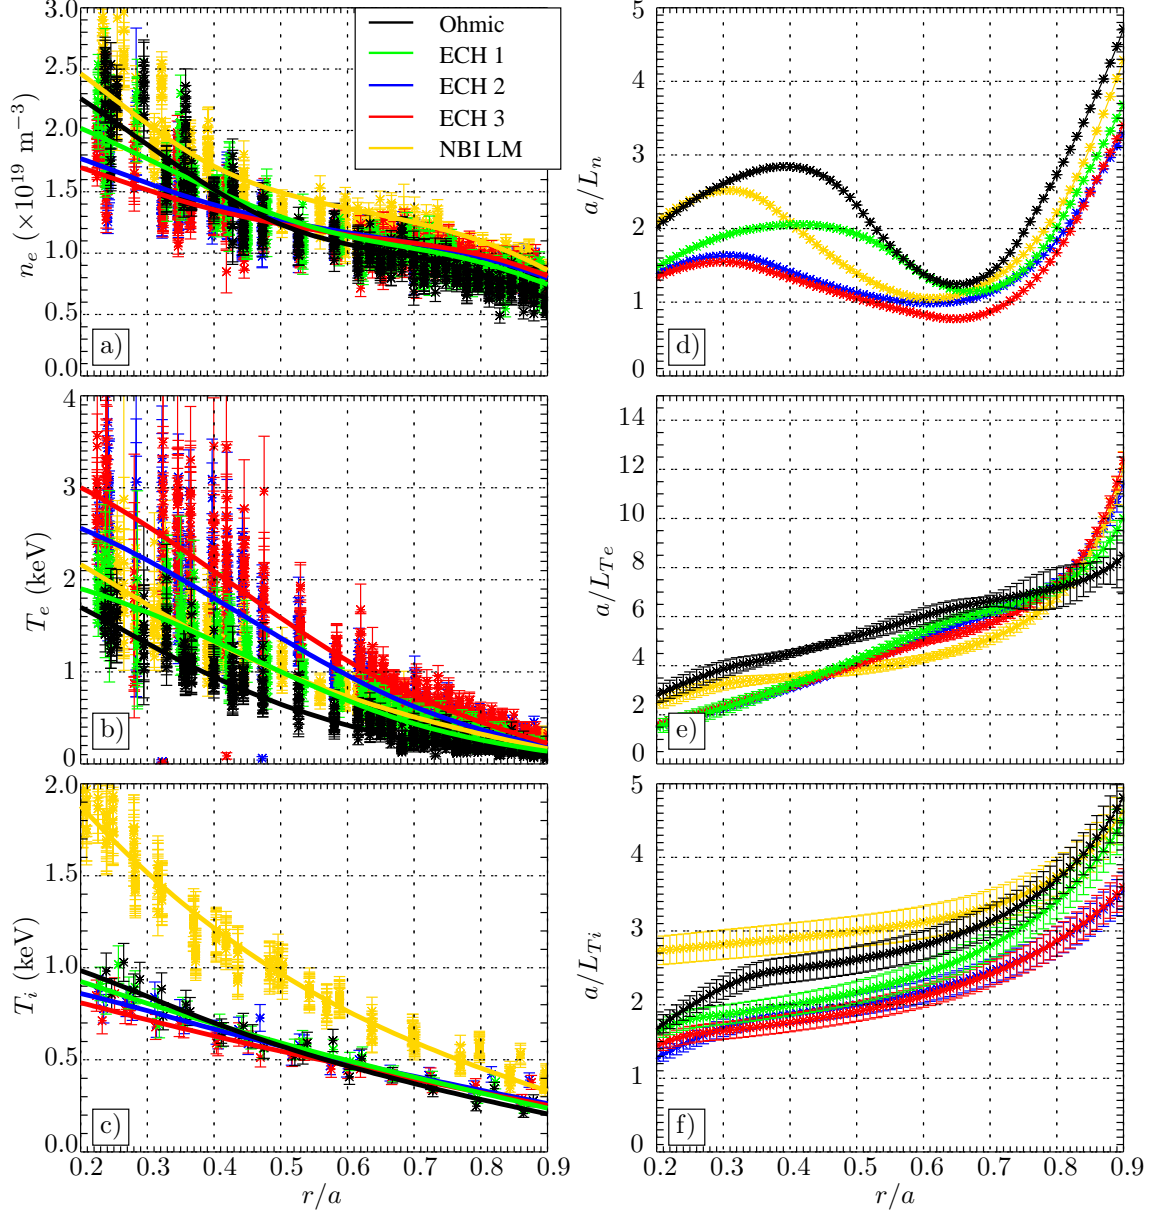 3.0
2.5
2.0
1.5
1.0
0.5
0.0
n_e (×10^19 m^−3)
a)
Ohmic
ECH 1
ECH 2
ECH 3
NBI LM
5
4
3
2
1
0
a/L_n
d)
4
3
2
1
0
T_e (keV)
b)
14
12
10
8
6
4
2
0
a/L_Te
e)
2.0
1.5
1.0
0.5
0.0
T_i (keV)
c)
0.2 0.3 0.4 0.5 0.6 0.7 0.8 0.9
r/a
5
4
3
2
1
0
a/L_Ti
f)
0.2 0.3 0.4 0.5 0.6 0.7 0.8 0.9
r/a